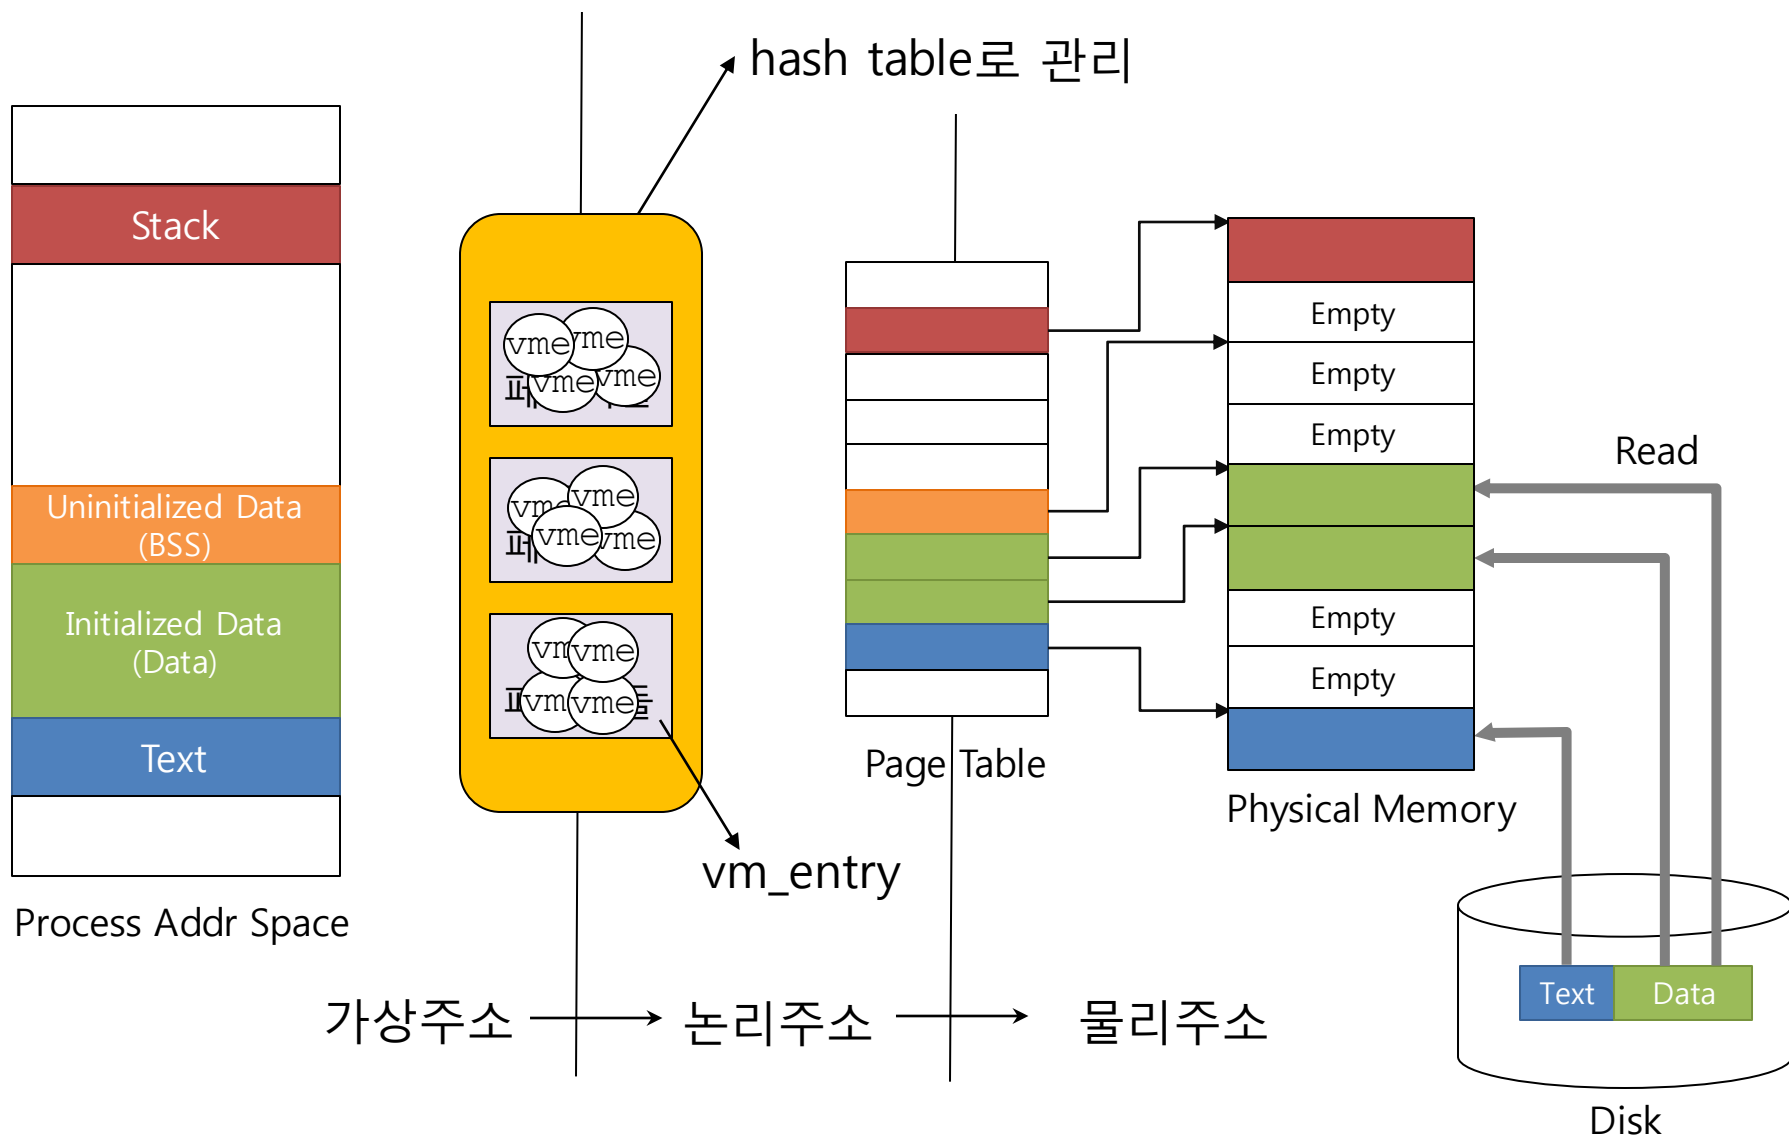 hash table로 관리
Stack
Uninitialized Data
(BSS)
Initialized Data
(Data)
Text
Process Addr Space
vme
vme
vme
vme
vme
vme
vme
vme
vme
vme
vme
vme
vm_entry
Page Table
Empty
Empty
Empty
Empty
Empty
Physical Memory
Read
Text
Data
Disk
가상주소
논리주소
물리주소